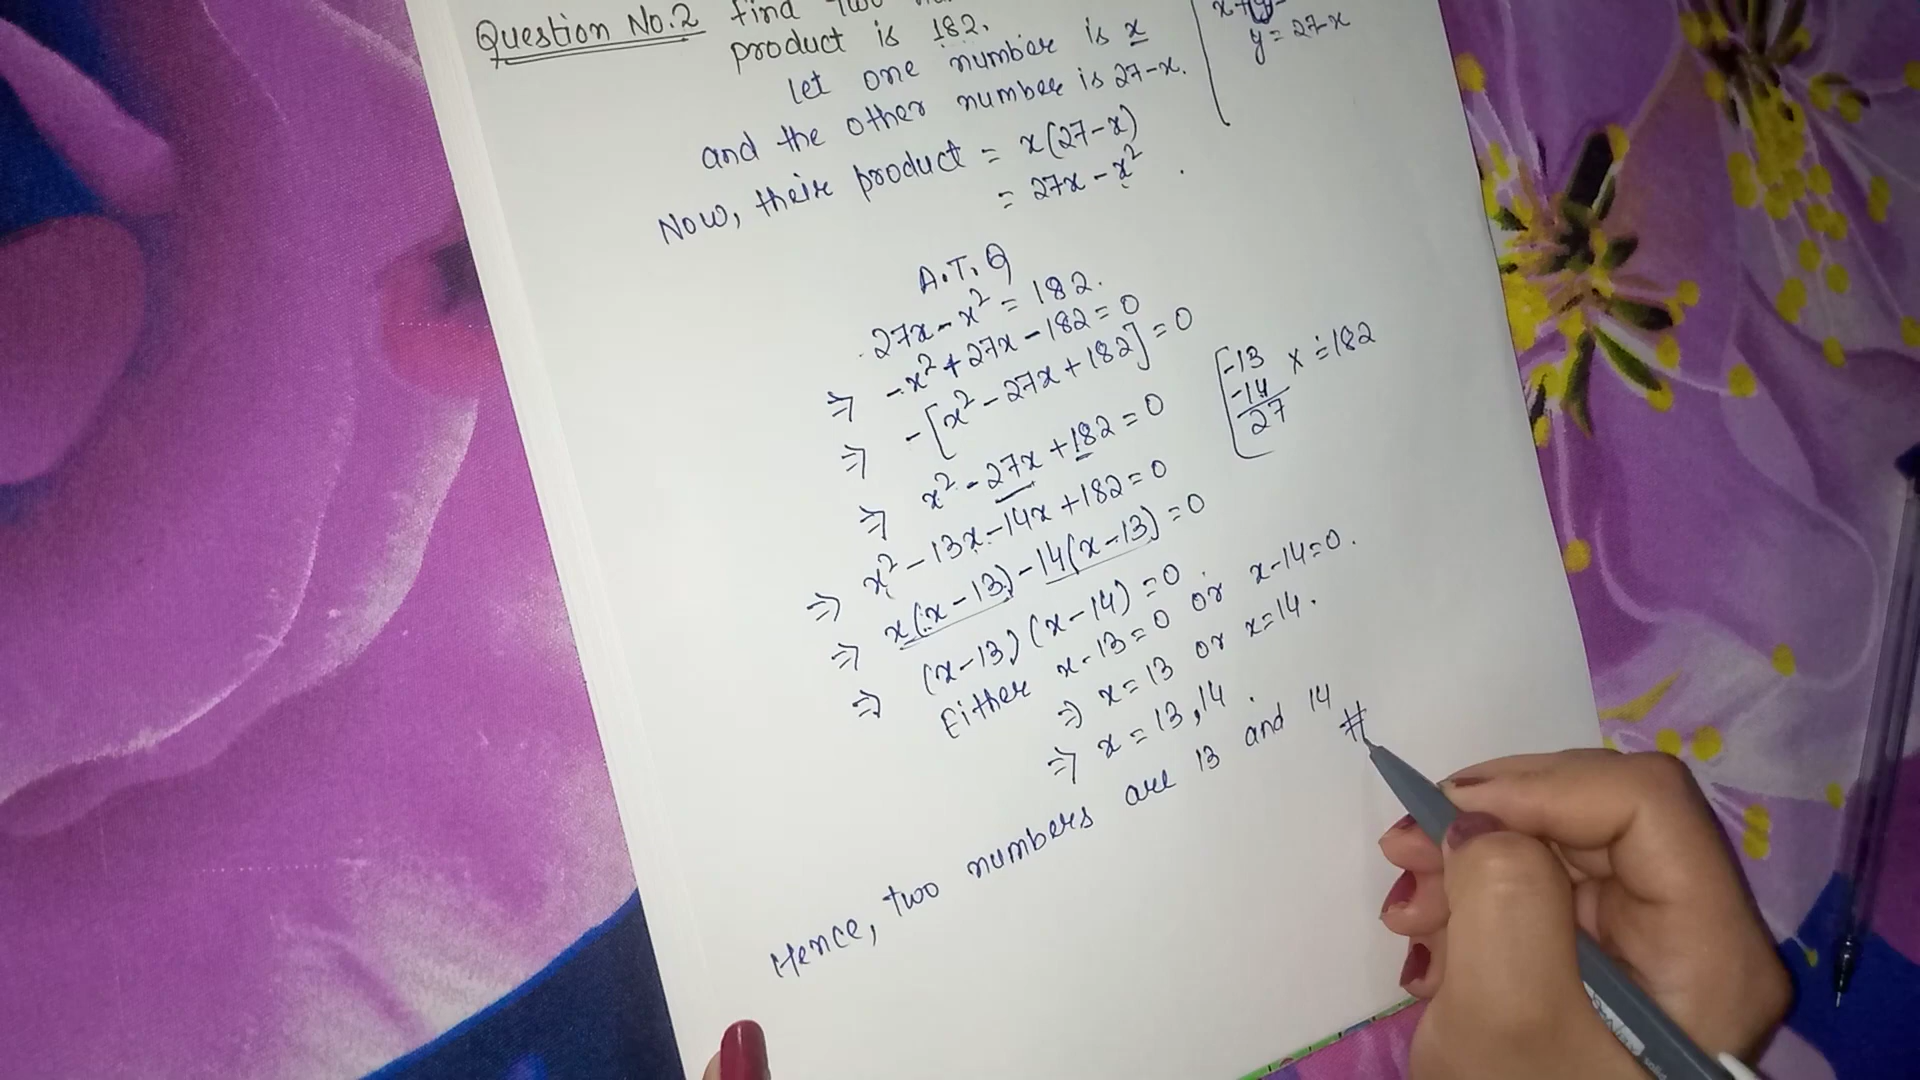 Question No.2 find two
product is 182.
let one number is x
and the other number is 27-x.
y = 27-x
Now, their product = x(27-x)
= 27x - x²
A.T.Q
27x - x² = 182.
⇒ -x² + 27x - 182 = 0
⇒ -[x² - 27x + 182] = 0
⇒ x² - 27x + 182 = 0
-13
-14
27
x = 182
x² - 13x - 14x + 182 = 0
⇒ x(x-13) - 14(x-13) = 0
⇒ (x-13) (x-14) = 0
⇒ Either x-13=0 or x-14=0.
⇒ x = 13 or x=14.
⇒ x = 13, 14.
Hence, two numbers are 13 and 14 #